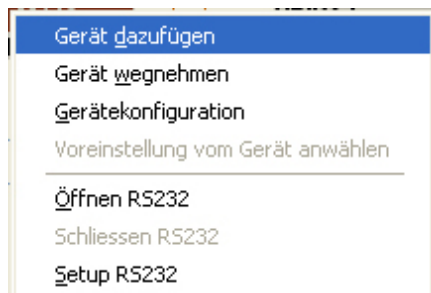 Gerät dazufügen
Gerät wegnehmen
Gerätekonfiguration
Voreinstellung vom Gerät anwählen
Öffnen RS232
Schliessen RS232
Setup RS232